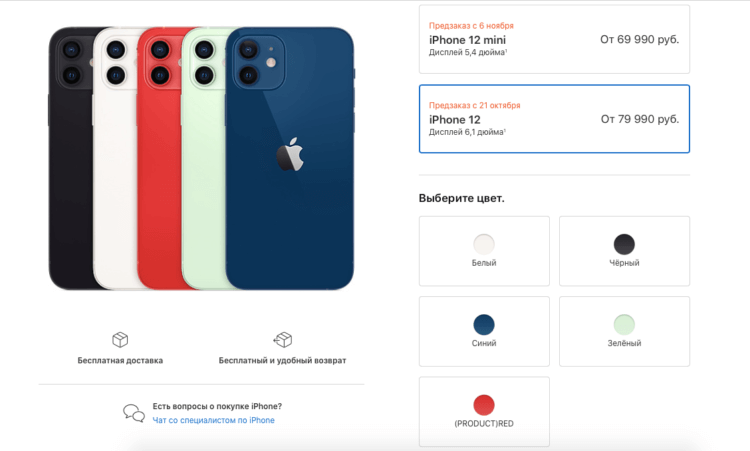 Предзаказ с 6 ноября
iPhone 12 mini
От 69 990 руб.
Дисплей 5,4 дюйма¹
Предзаказ с 21 октября
iPhone 12
От 79 990 руб.
Дисплей 6,1 дюйма¹
Выберите цвет.
Белый
Чёрный
Синий
Зелёный
(PRODUCT)RED
Бесплатная доставка
Бесплатный и удобный возврат
Есть вопросы о покупке iPhone?
Чат со специалистом по iPhone